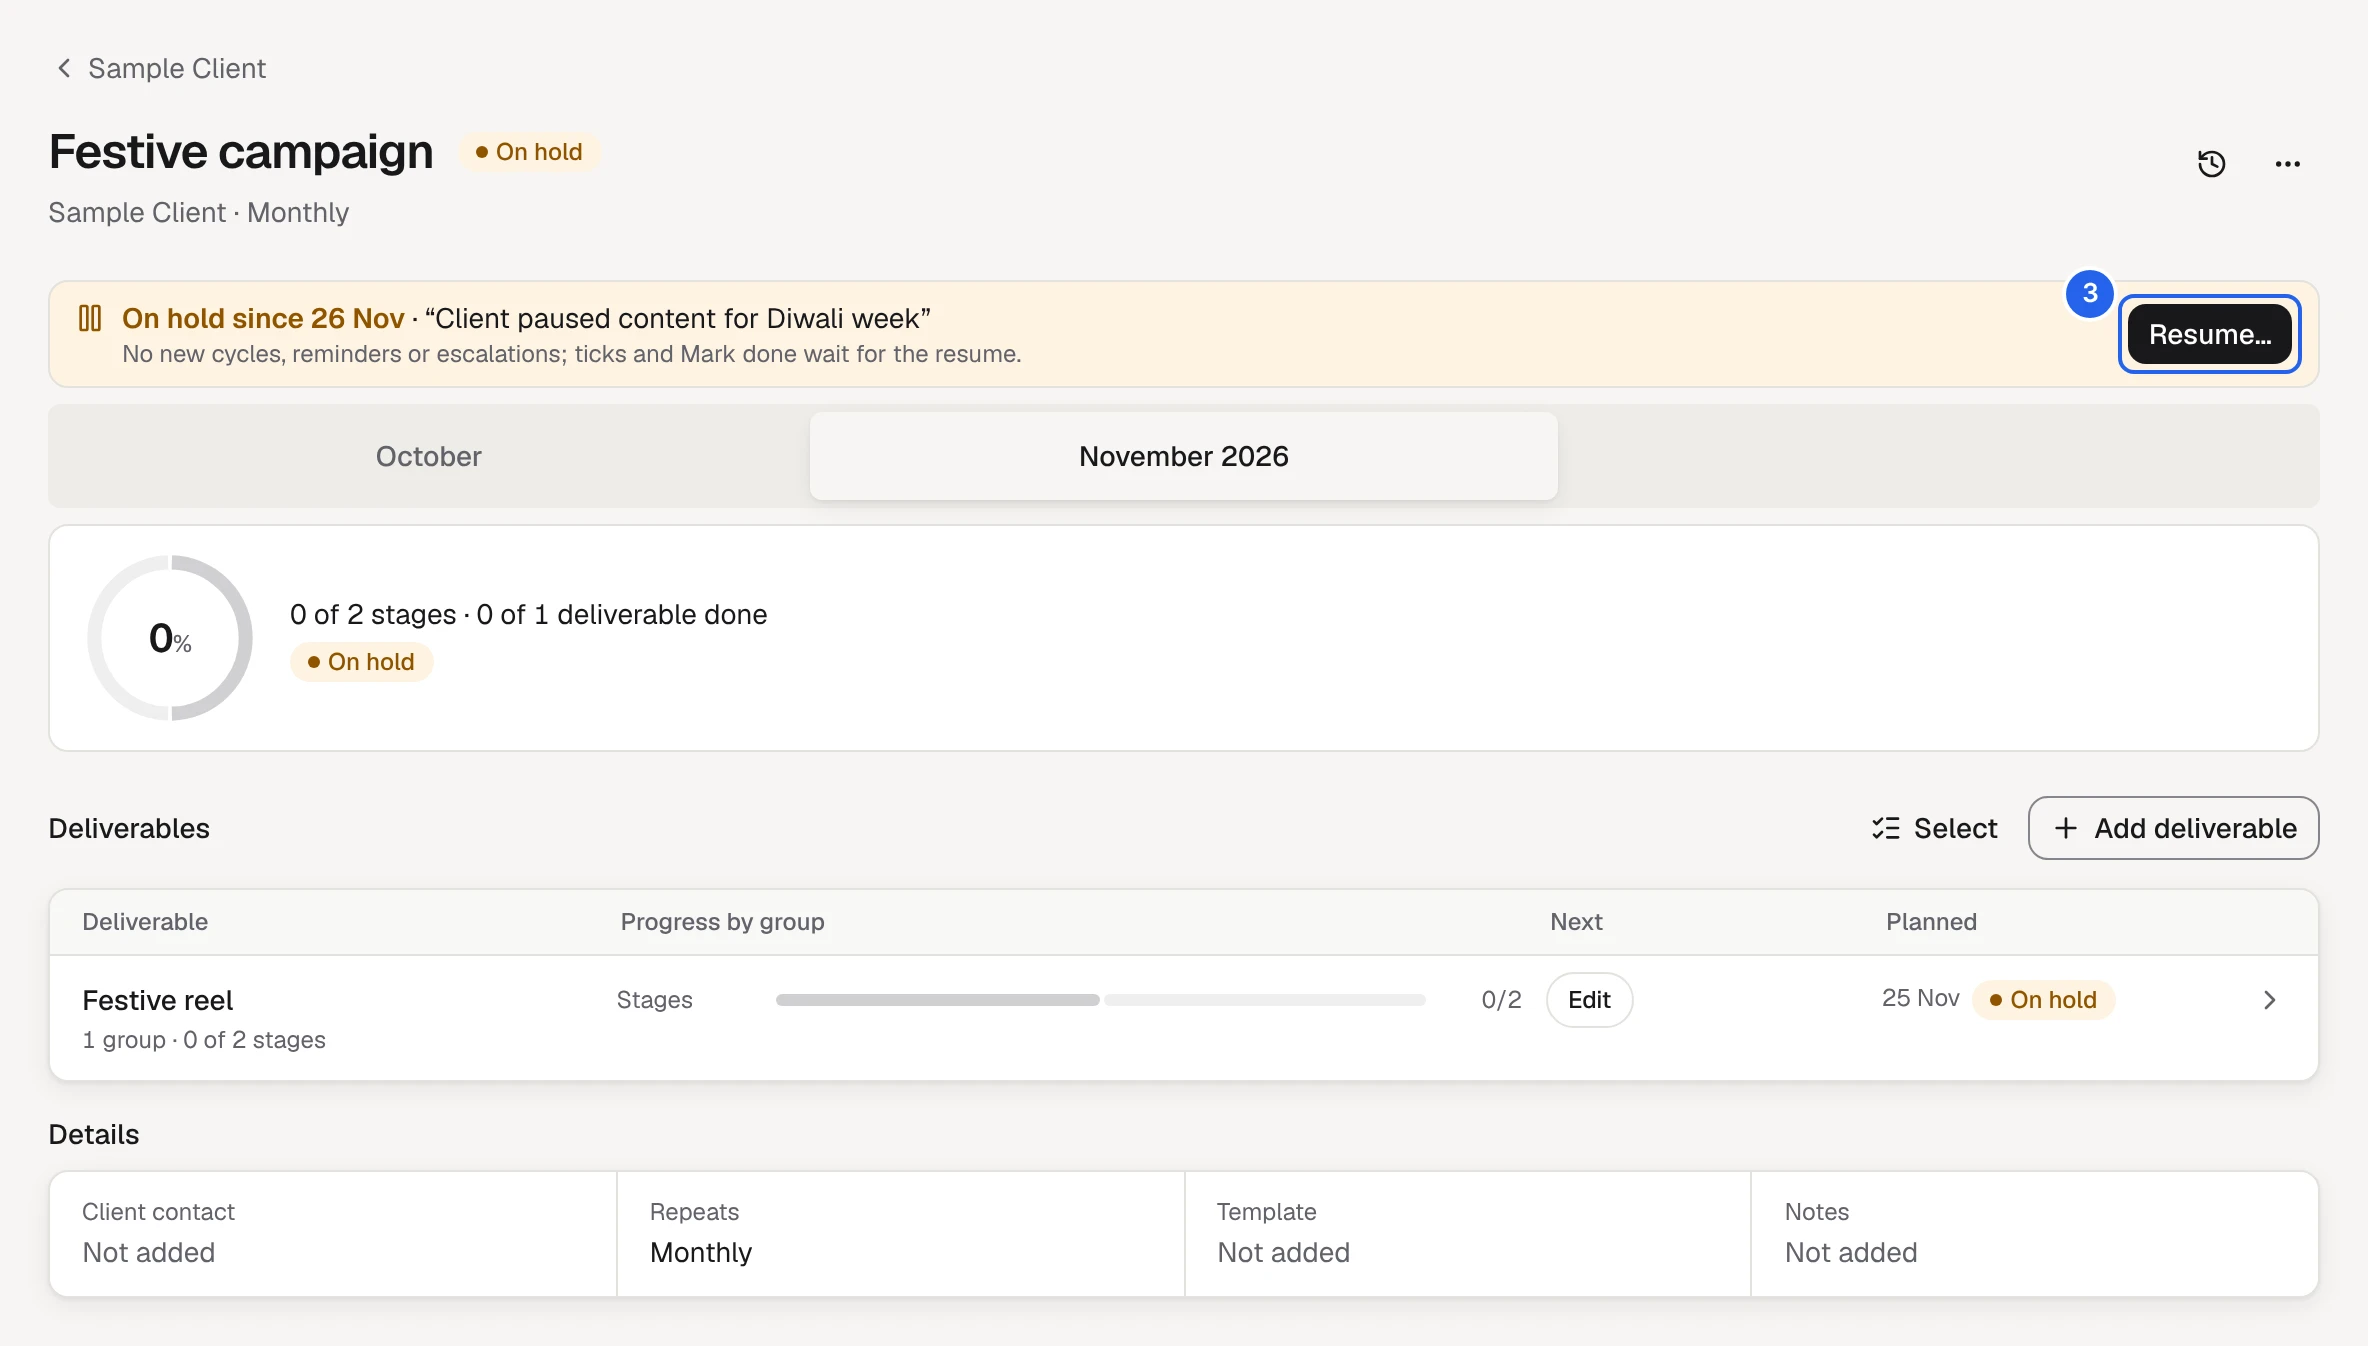 Sample Client
Festive campaign
On hold
Sample Client · Monthly
On hold since 26 Nov · “Client paused content for Diwali week”
No new cycles, reminders or escalations; ticks and Mark done wait for the resume.
3
Resume…
October
November 2026
0%
0 of 2 stages · 0 of 1 deliverable done
On hold
Deliverables
Select
Add deliverable
Deliverable
Progress by group
Next
Planned
Festive reel
1 group · 0 of 2 stages
Stages
0/2
Edit
25 Nov
On hold
Details
Client contact
Not added
Repeats
Monthly
Template
Not added
Notes
Not added